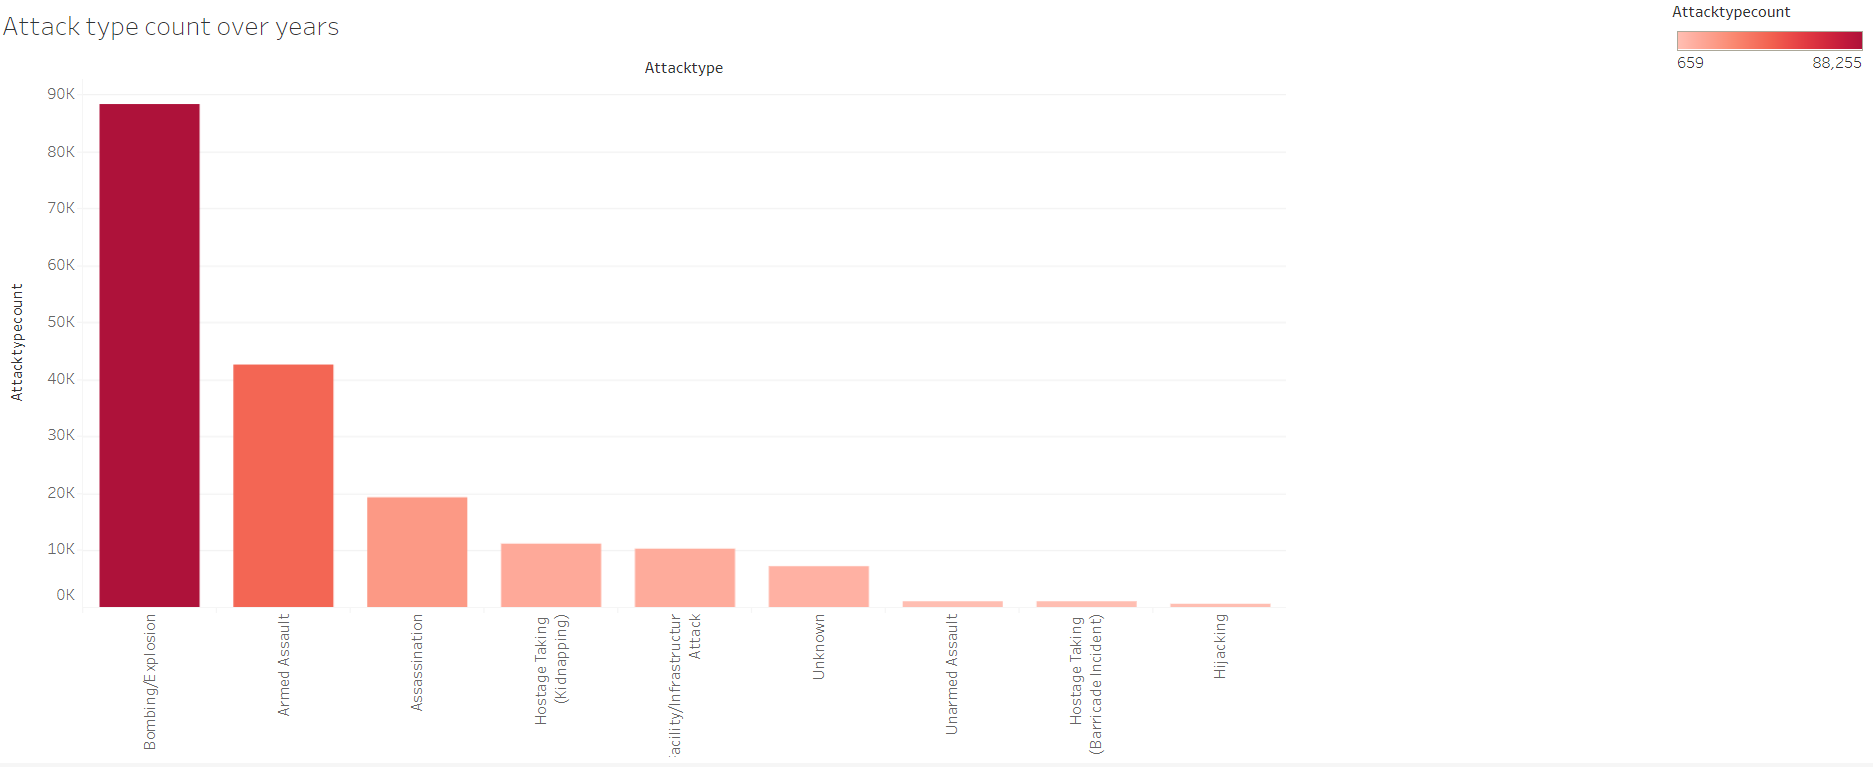 Attack type count over years
Attacktypecount
659 88,255
Attacktype
Attacktypecount
90K
80K
70K
60K
50K
40K
30K
20K
10K
0K
Bombing/Explosion
Armed Assault
Assassination
Hostage Taking
(Kidnapping)
acility/Infrastructur
Attack
Unknown
Unarmed Assault
Hostage Taking
(Barricade Incident)
Hijacking